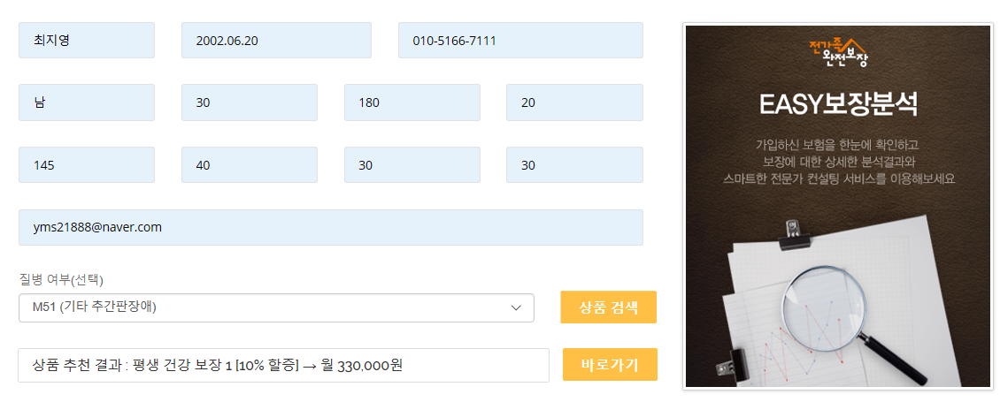 최지영
2002.06.20
010-5166-7111
남
30
180
20
145
40
30
30
yms21888@naver.com
질병 여부(선택)
M51 (기타 추간판장애)
상품 검색
상품 추천 결과 : 평생 건강 보장 1 [10% 할증] → 월 330,000원
바로가기
전가족
완전보장
EASY보장분석
가입하신 보험을 한눈에 확인하고
보장에 대한 상세한 분석결과와
스마트한 전문가 컨설팅 서비스를 이용해보세요